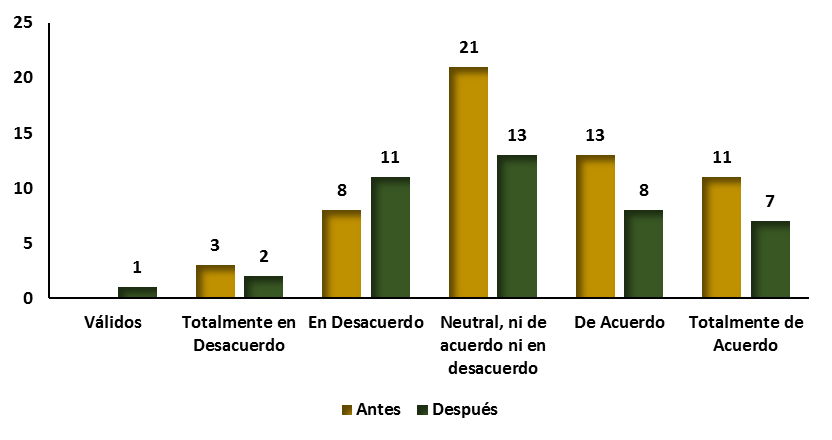 25
20
15
10
5
0
1
3
2
8
11
21
13
13
8
11
7
Válidos
Totalmente en
Desacuerdo
En Desacuerdo
Neutral, ni de
acuerdo ni en
desacuerdo
De Acuerdo
Totalmente de
Acuerdo
Antes
Después